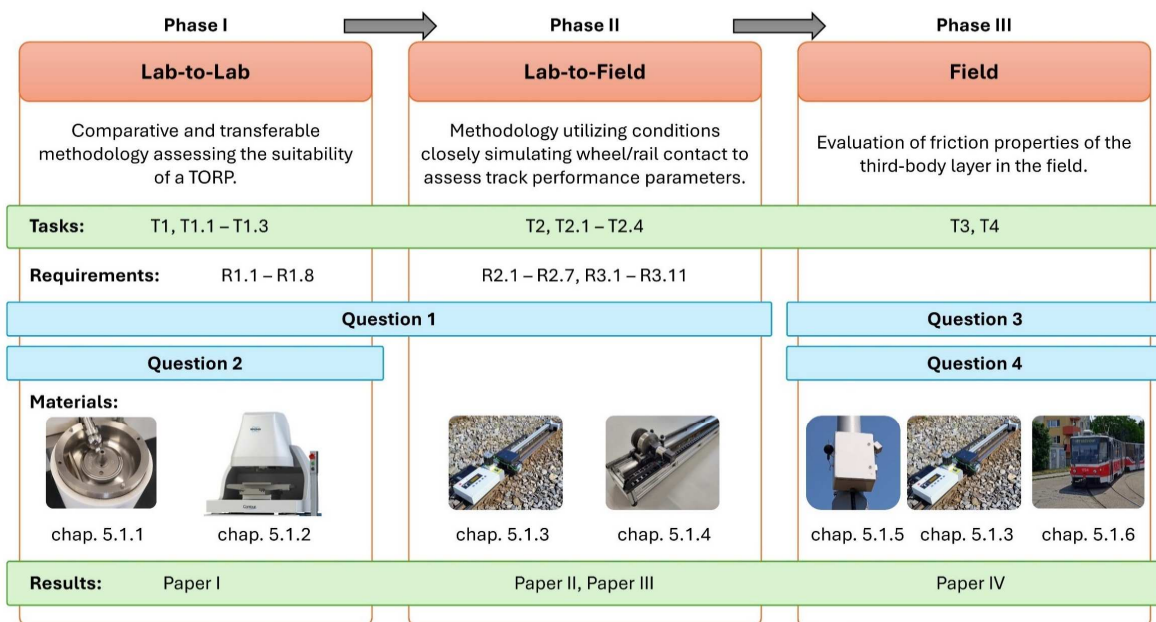 Phase I
Phase II
Phase III
Lab-to-Lab
Lab-to-Field
Field
Comparative and transferable
methodology assessing the suitability
of a TORP.
Methodology utilizing conditions
closely simulating wheel/rail contact to
assess track performance parameters.
Evaluation of friction properties of the
third-body layer in the field.
Tasks: T1, T1.1 – T1.3 T2, T2.1 – T2.4 T3, T4
Requirements: R1.1 – R1.8 R2.1 – R2.7, R3.1 – R3.11
Question 1
Question 3
Question 2
Question 4
Materials:
chap. 5.1.1
chap. 5.1.2
chap. 5.1.3
chap. 5.1.4
chap. 5.1.5
chap. 5.1.3
chap. 5.1.6
Results: Paper I Paper II, Paper III Paper IV